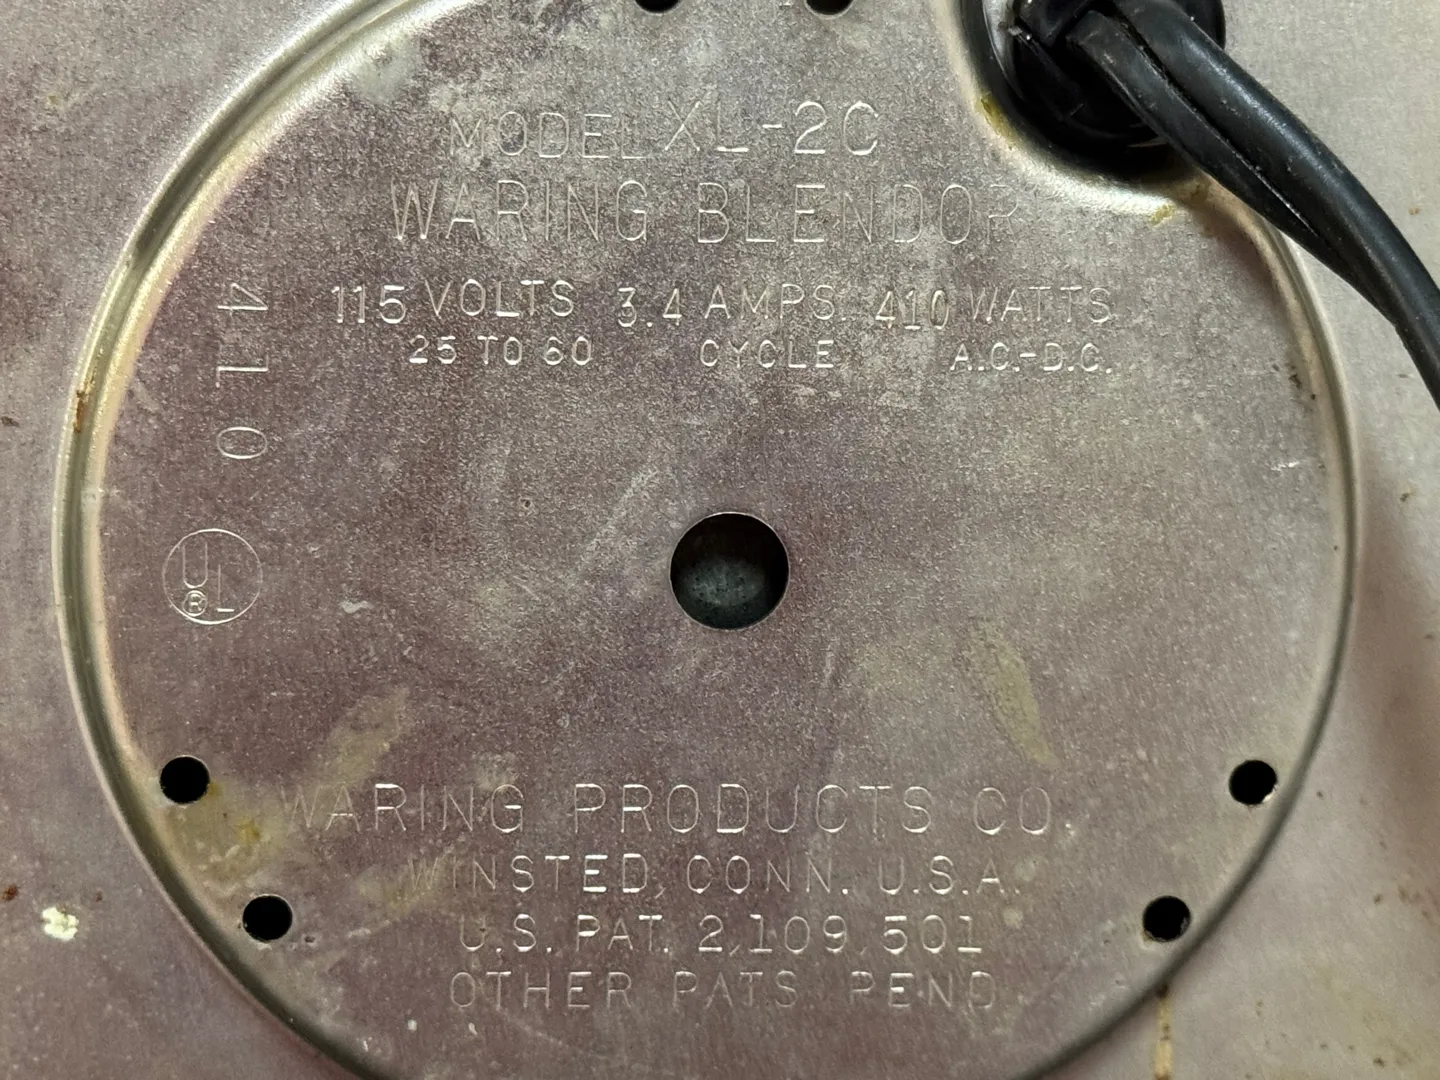 MODEL XL-2C
WARING BLENDOR
115 VOLTS 3.4 AMPS. 410 WATTS
25 TO 60 CYCLE A.C.-D.C.
4710
UL
®
WARING PRODUCTS CO
WINSTED, CONN. U.S.A.
U.S. PAT. 2,109,501
OTHER PATS. PEND.